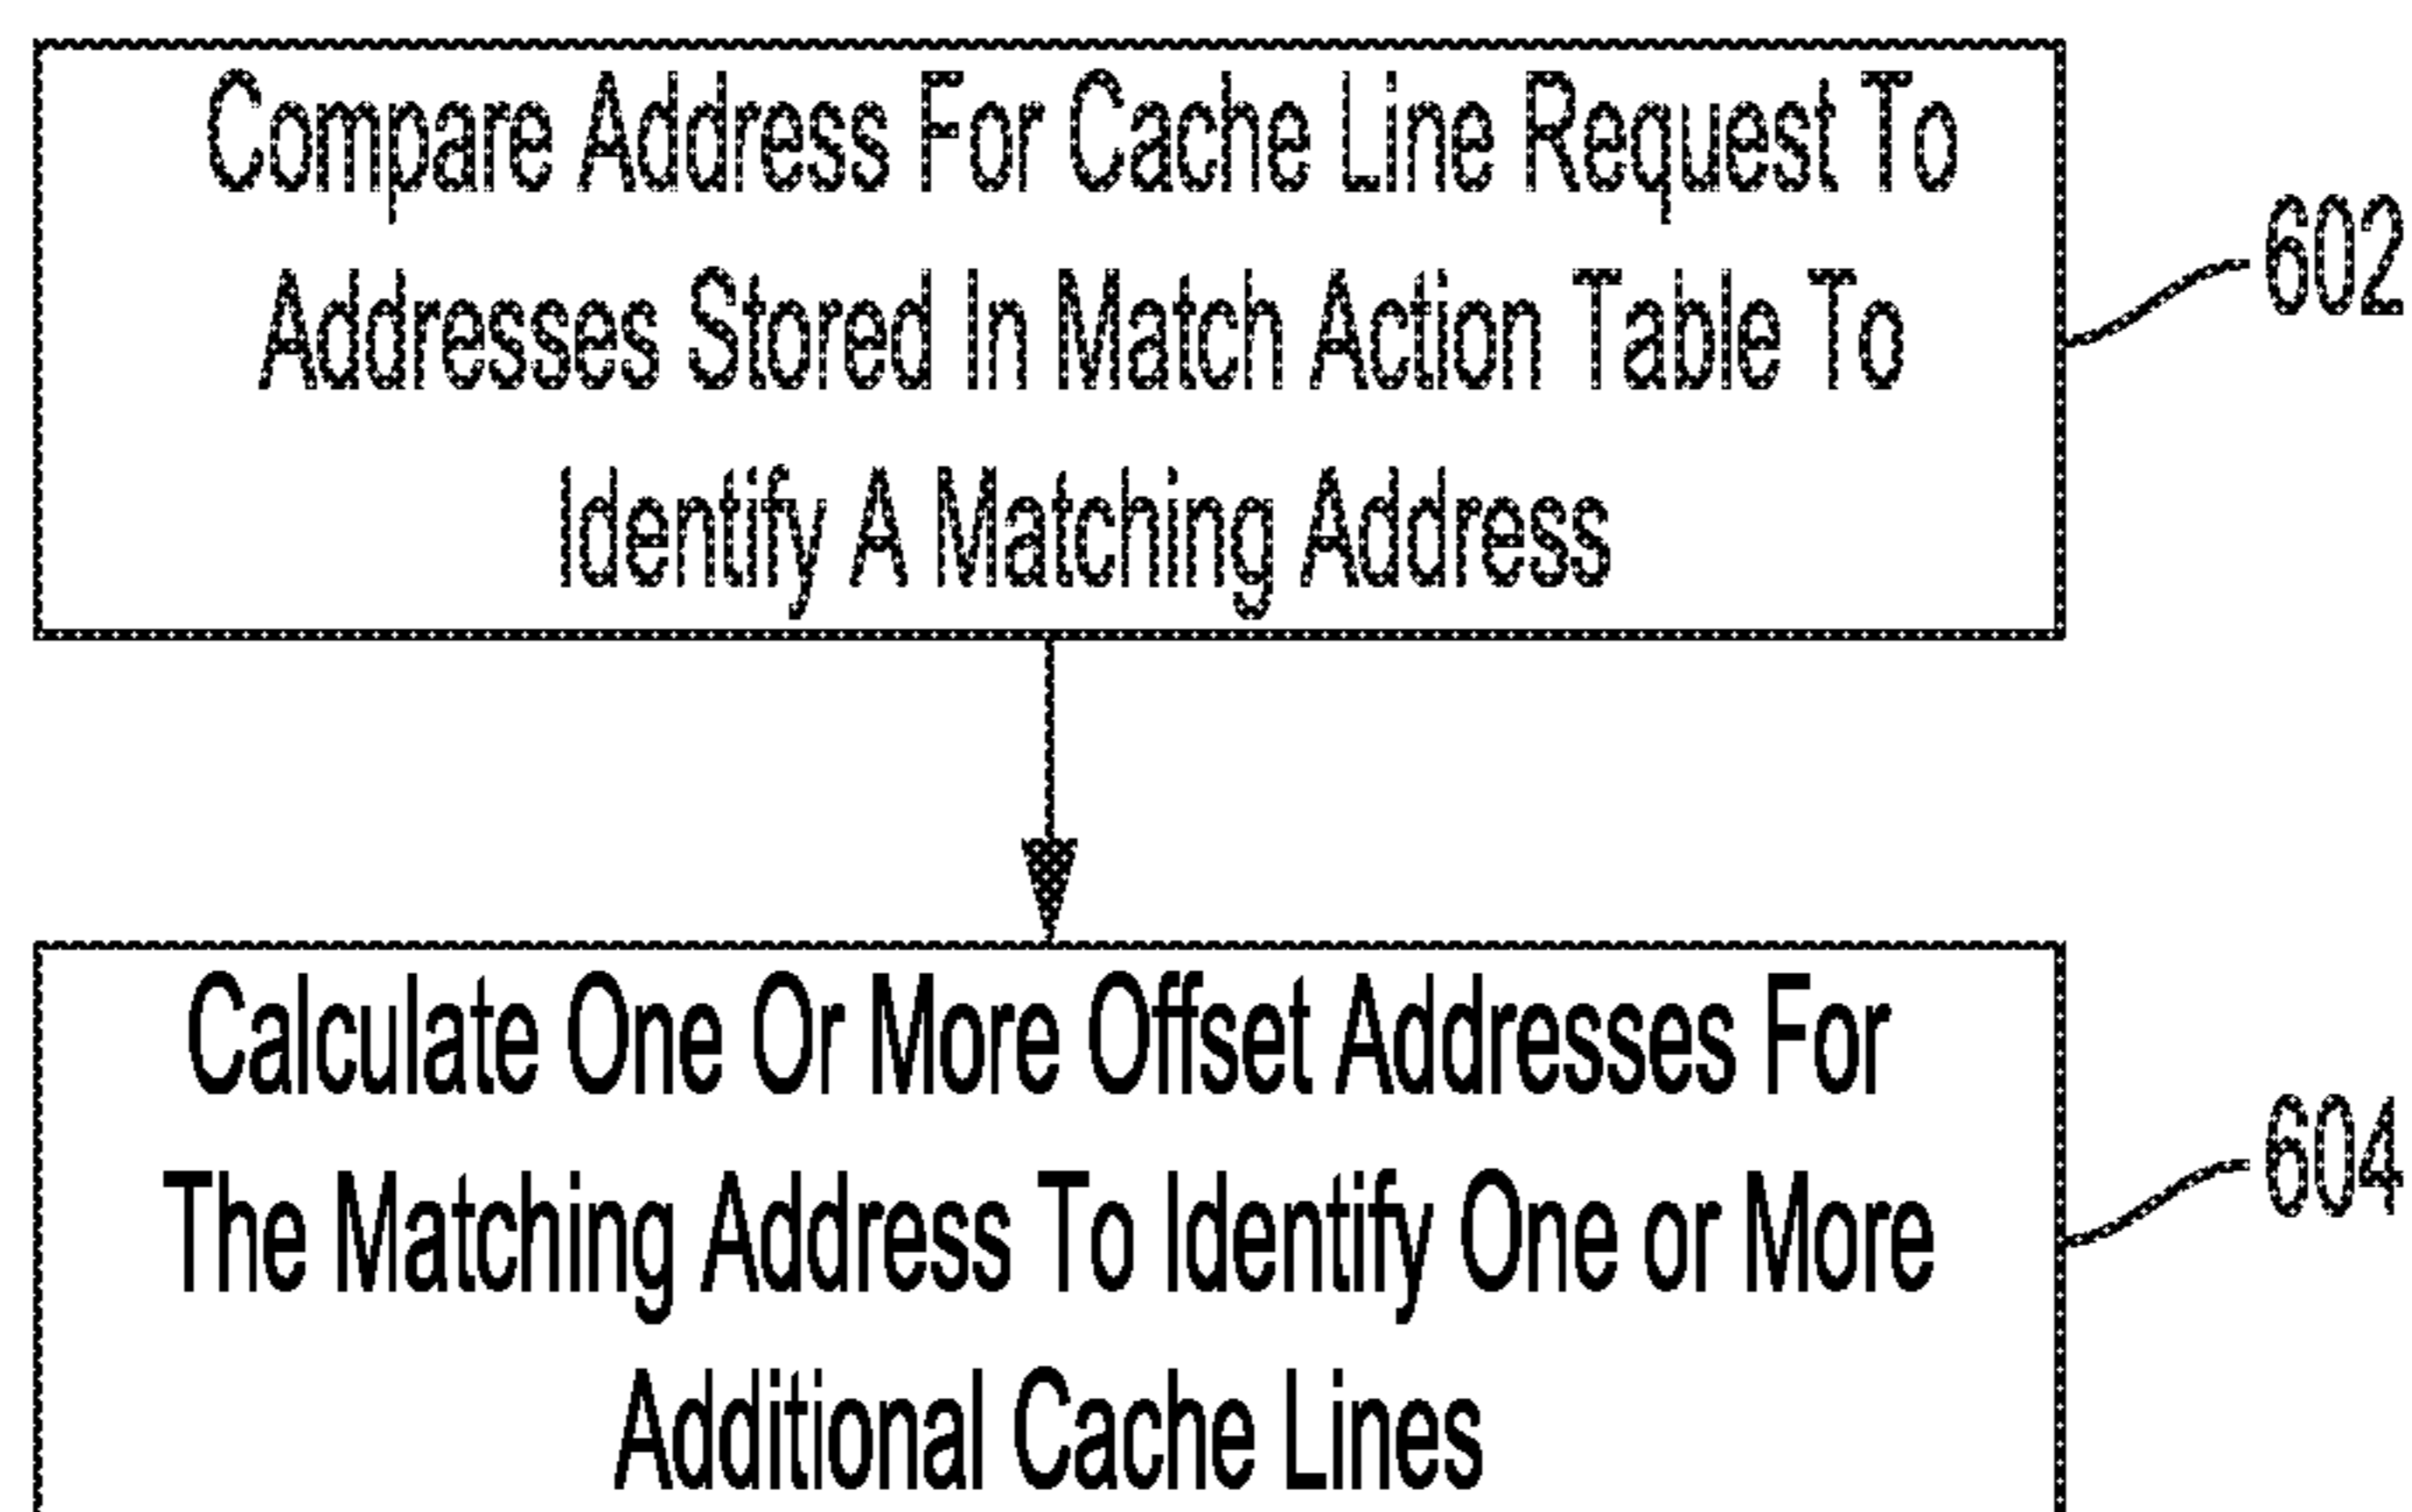 Compare Address For Cache Line Request To
Addresses Stored In Match Action Table To
Identify A Matching Address
602
Calculate One Or More Offset Addresses For
The Matching Address To Identify One or More
Additional Cache Lines
604